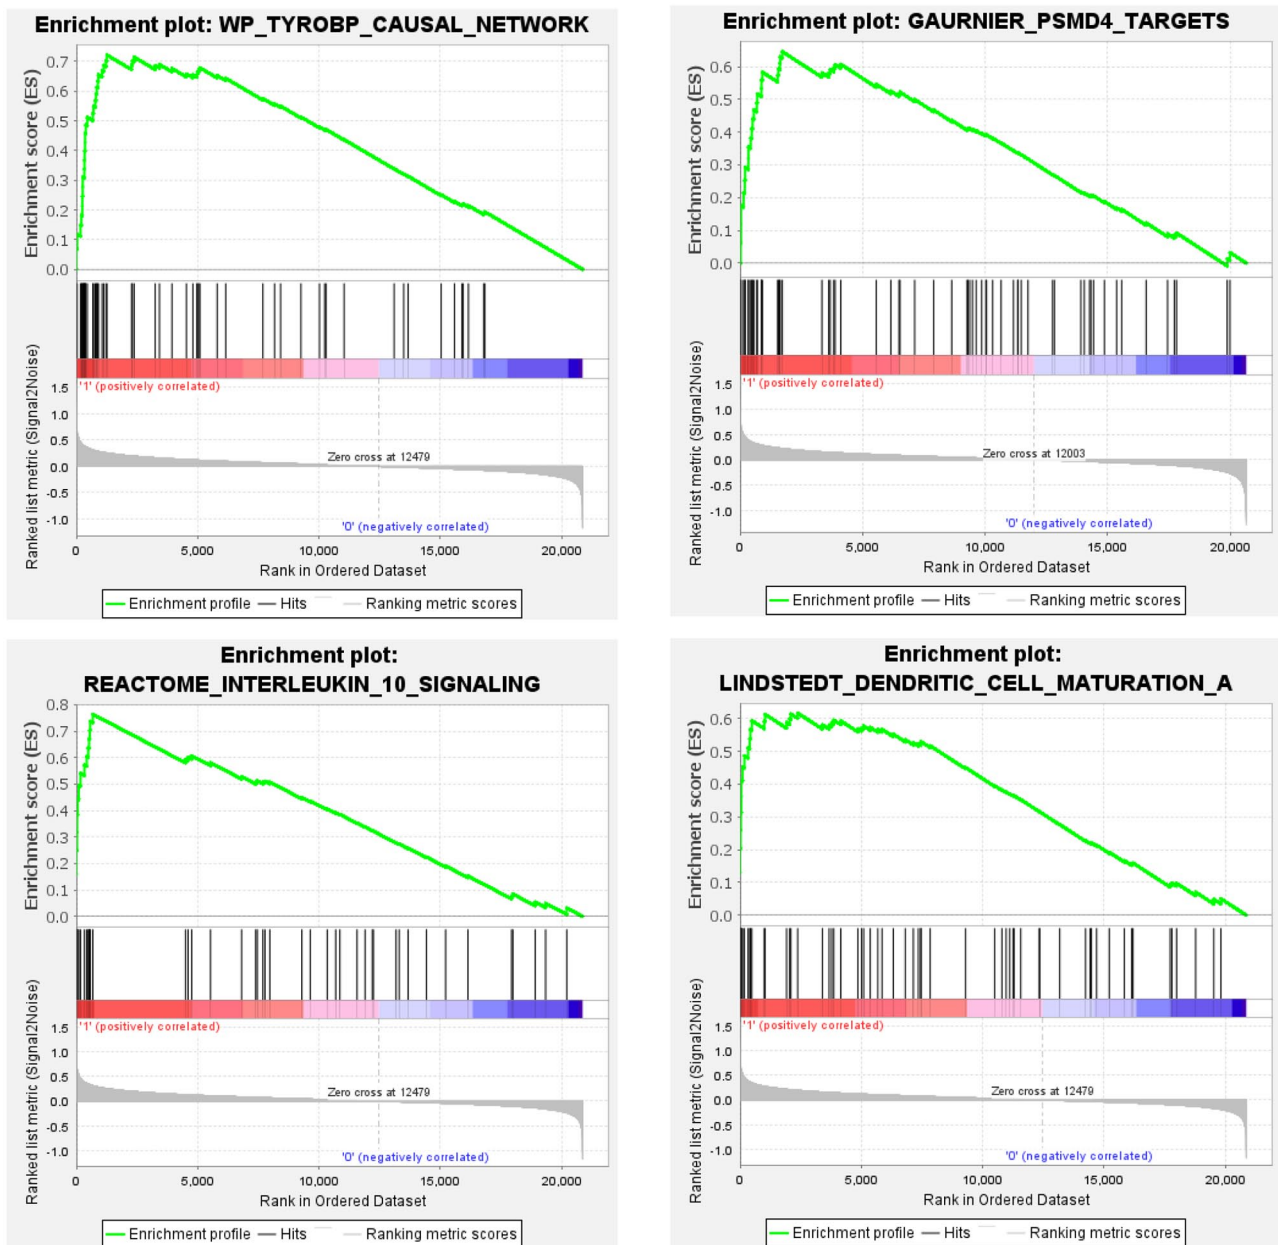 Enrichment plot: WP_TYROBP_CAUSAL_NETWORK
Enrichment score (ES)
0.7
0.6
0.5
0.4
0.3
0.2
0.1
0.0
'1' (positively correlated)
Ranked list metric (Signal2Noise)
1.5
1.0
0.5
0.0
-0.5
-1.0
Zero cross at 12479
'0' (negatively correlated)
0 5,000 10,000 15,000 20,000
Rank in Ordered Dataset
Enrichment profile Hits Ranking metric scores
Enrichment plot: GAURNIER_PSMD4_TARGETS
Enrichment score (ES)
0.6
0.5
0.4
0.3
0.2
0.1
0.0
'1' (positively correlated)
Ranked list metric (Signal2Noise)
1.5
1.0
0.5
0.0
-0.5
-1.0
Zero cross at 12003
'0' (negatively correlated)
0 5,000 10,000 15,000 20,000
Rank in Ordered Dataset
Enrichment profile Hits Ranking metric scores
Enrichment plot:
REACTOME_INTERLEUKIN_10_SIGNALING
Enrichment score (ES)
0.8
0.7
0.6
0.5
0.4
0.3
0.2
0.1
0.0
'1' (positively correlated)
Ranked list metric (Signal2Noise)
1.5
1.0
0.5
0.0
-0.5
-1.0
Zero cross at 12479
'0' (negatively correlated)
0 5,000 10,000 15,000 20,000
Rank in Ordered Dataset
Enrichment profile Hits Ranking metric scores
Enrichment plot:
LINDSTEDT_DENDRITIC_CELL_MATURATION_A
Enrichment score (ES)
0.6
0.5
0.4
0.3
0.2
0.1
0.0
'1' (positively correlated)
Ranked list metric (Signal2Noise)
1.5
1.0
0.5
0.0
-0.5
-1.0
Zero cross at 12479
'0' (negatively correlated)
0 5,000 10,000 15,000 20,000
Rank in Ordered Dataset
Enrichment profile Hits Ranking metric scores